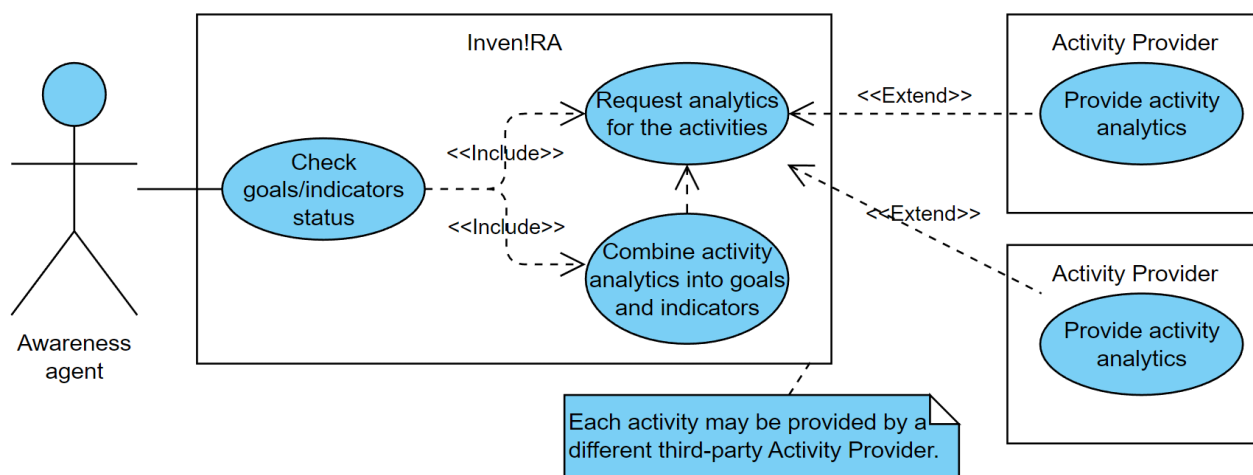 Inven!RA
Request analytics
for the activities
<<Include>>
Check
goals/indicators
status
<<Include>>
Combine activity
analytics into goals
and indicators
Awareness
agent
<<Extend>>
<<Extend>>
Activity Provider
Provide activity
analytics
Activity Provider
Provide activity
analytics
Each activity may be provided by a
different third-party Activity Provider.